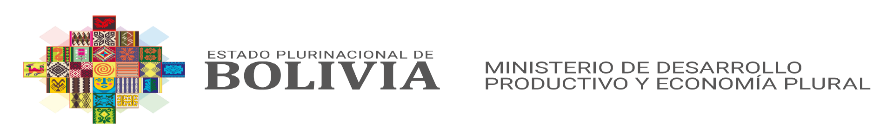 ESTADO PLURINACIONAL DE
BOLIVIA
MINISTERIO DE DESARROLLO
PRODUCTIVO Y ECONOMÍA PLURAL